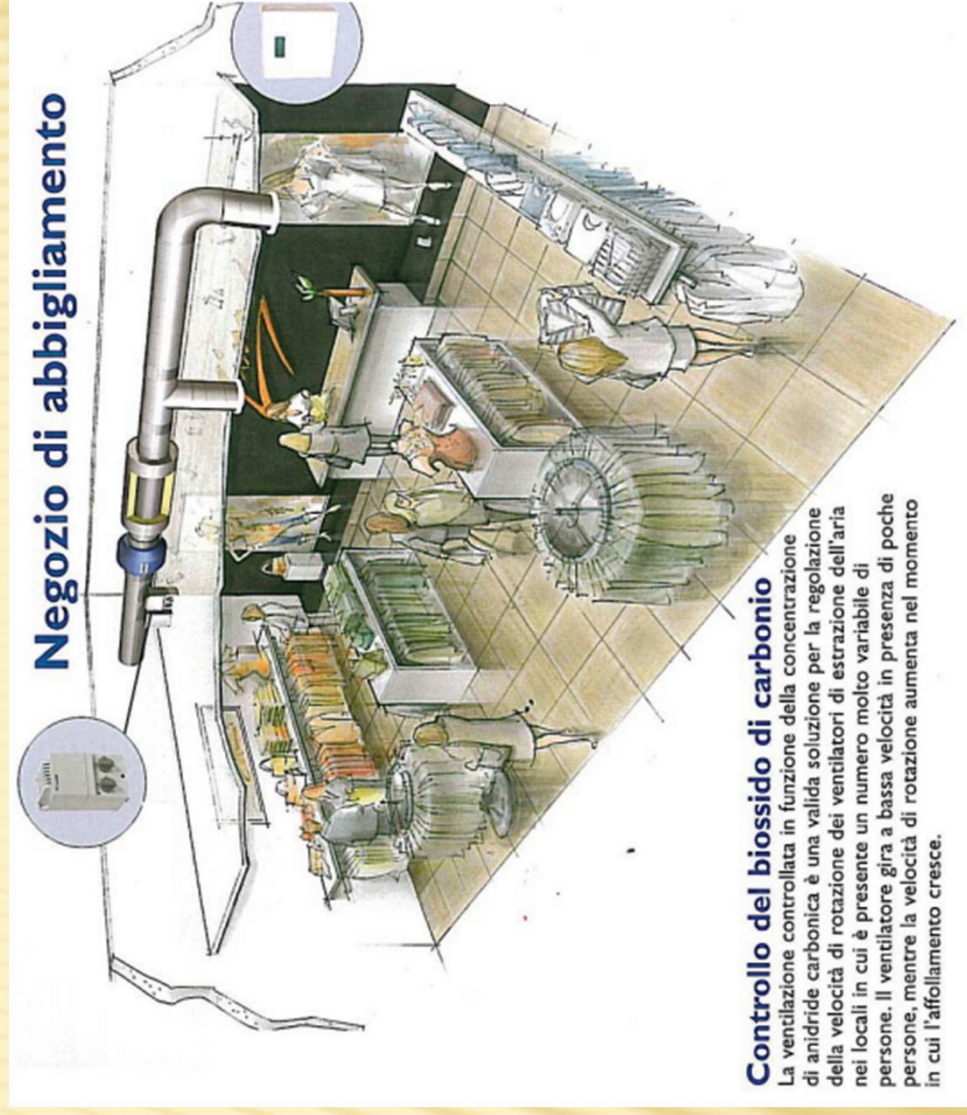 Negozio di abbigliamento
Controllo del biossido di carbonio
La ventilazione controllata in funzione della concentrazione
di anidride carbonica è una valida soluzione per la regolazione
della velocità di rotazione dei ventilatori di estrazione dell'aria
nei locali in cui è presente un numero molto variabile di
persone. Il ventilatore gira a bassa velocità in presenza di poche
persone, mentre la velocità di rotazione aumenta nel momento
in cui l'affollamento cresce.